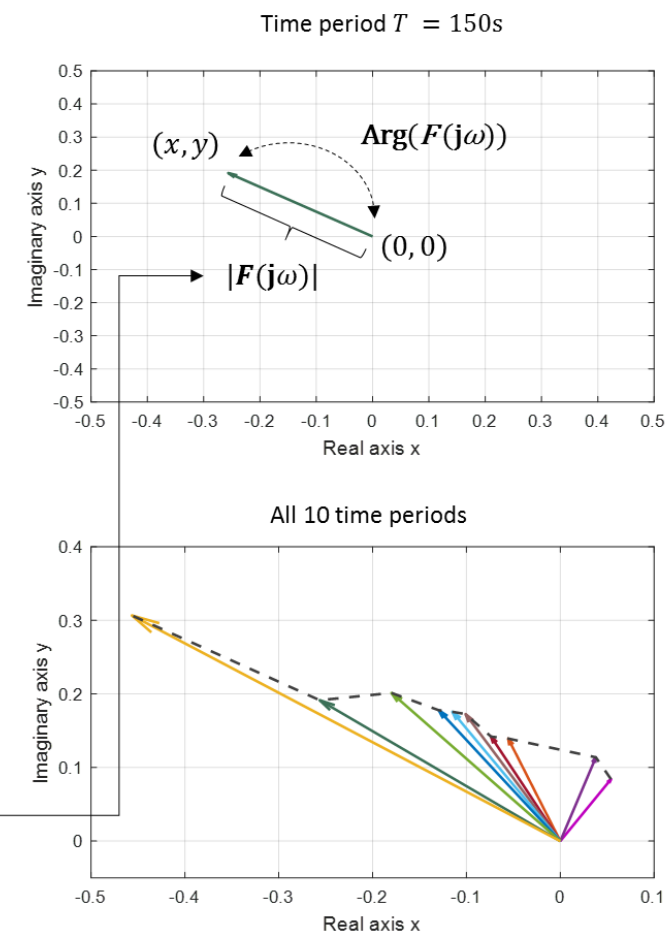 Time period T = 150s
0.5
0.4
0.3
0.2
0.1
0
-0.1
-0.2
-0.3
-0.4
-0.5
Imaginary axis y
(x, y)
Arg(F(jω))
(0, 0)
|F(jω)|
-0.5 -0.4 -0.3 -0.2 -0.1 0 0.1 0.2 0.3 0.4 0.5
Real axis x
All 10 time periods
0.4
0.3
0.2
0.1
0
Imaginary axis y
-0.5 -0.4 -0.3 -0.2 -0.1 0 0.1
Real axis x